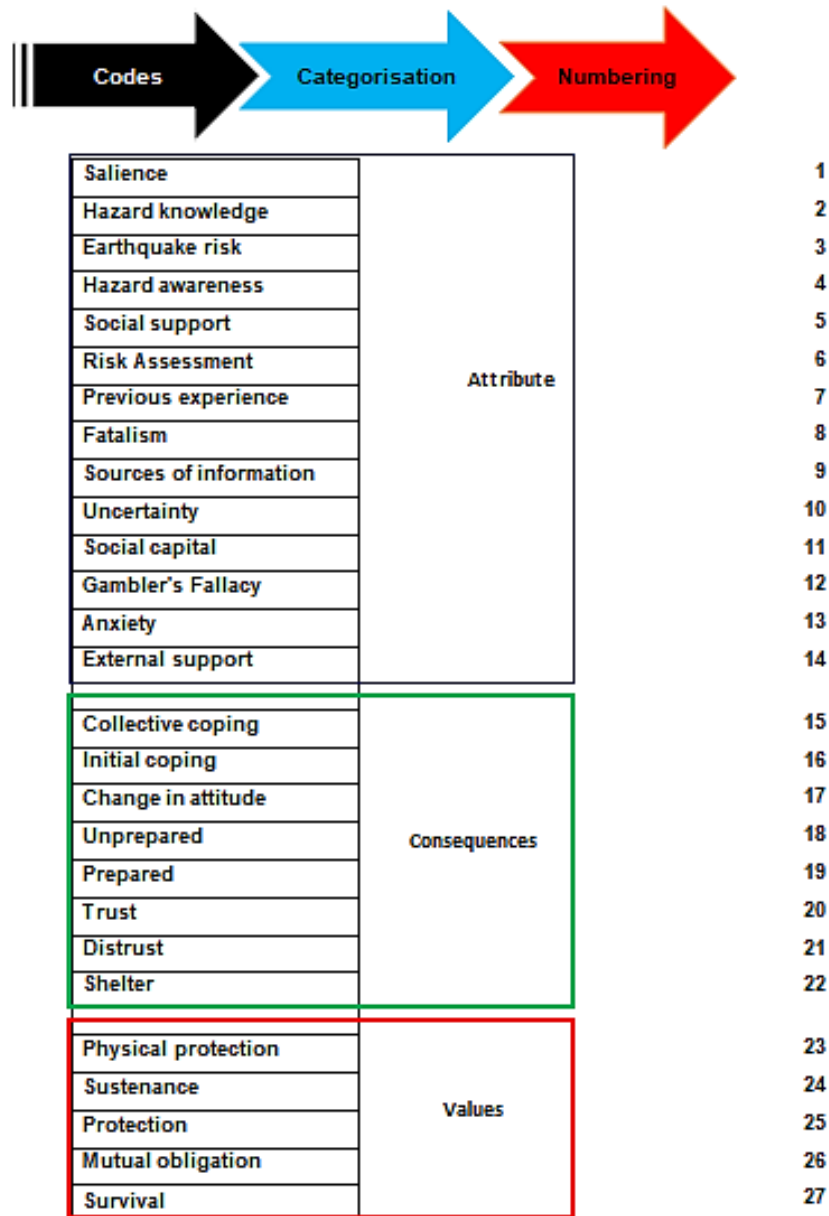 Codes Categorisation Numbering
Salience 1
Hazard knowledge 2
Earthquake risk 3
Hazard awareness 4
Social support 5
Risk Assessment 6
Attribute
Previous experience 7
Fatalism 8
Sources of information 9
Uncertainty 10
Social capital 11
Gambler's Fallacy 12
Anxiety 13
External support 14
Collective coping 15
Initial coping 16
Change in attitude 17
Unprepared 18
Consequences
Prepared 19
Trust 20
Distrust 21
Shelter 22
Physical protection 23
Sustenance 24
Values
Protection 25
Mutual obligation 26
Survival 27